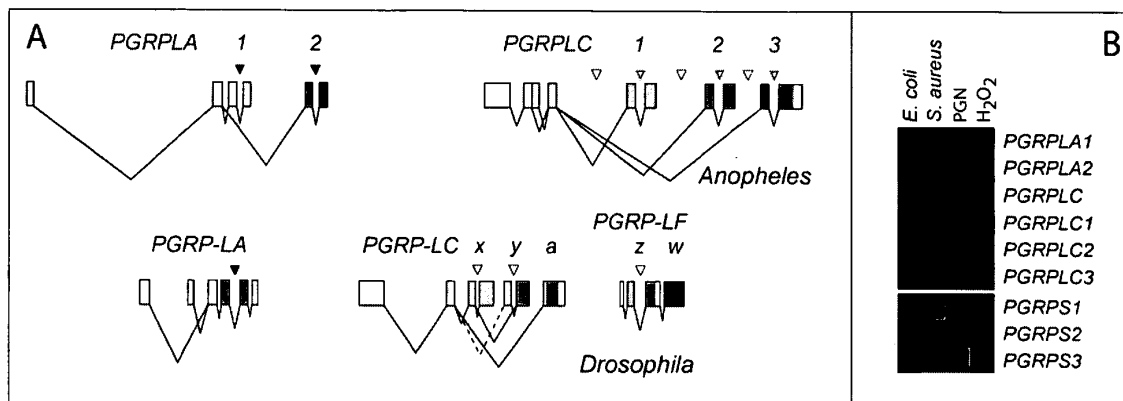 A
PGRPLA 1 2
PGRPLC 1 2 3
Anopheles
PGRP-LA
PGRP-LC x y a
PGRP-LF
z w
Drosophila
B
E. coli
S. aureus
PGN
H₂O₂
PGRPLA1
PGRPLA2
PGRPLC
PGRPLC1
PGRPLC2
PGRPLC3
PGRPS1
PGRPS2
PGRPS3